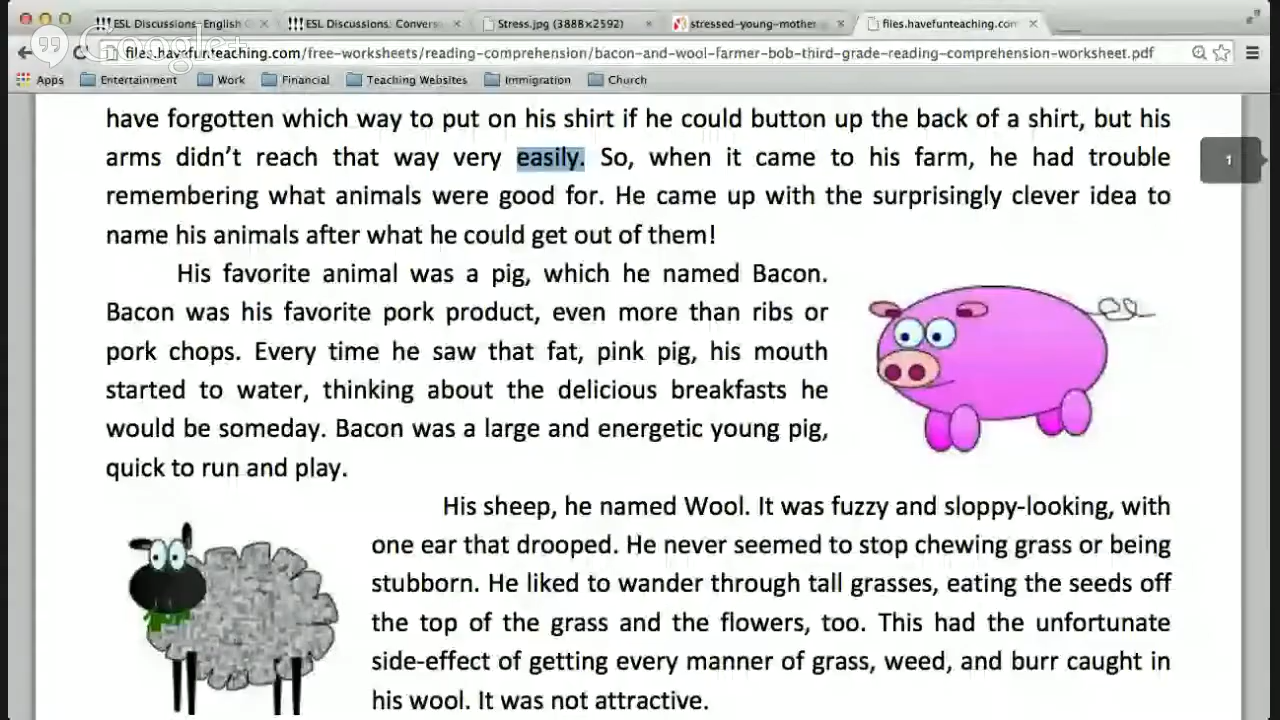 ESL Discussions: English C
ESL Discussions: Convers
Stress.jpg (3888×2592)
stressed-young-mother
files.havefunteaching.com
Google+
files.havefunteaching.com/free-worksheets/reading-comprehension/bacon-and-wool-farmer-bob-third-grade-reading-comprehension-worksheet.pdf
Apps Entertainment Work Financial Teaching Websites Immigration Church
have forgotten which way to put on his shirt if he could button up the back of a shirt, but his
arms didn't reach that way very easily. So, when it came to his farm, he had trouble
1
remembering what animals were good for. He came up with the surprisingly clever idea to
name his animals after what he could get out of them!
His favorite animal was a pig, which he named Bacon.
Bacon was his favorite pork product, even more than ribs or
pork chops. Every time he saw that fat, pink pig, his mouth
started to water, thinking about the delicious breakfasts he
would be someday. Bacon was a large and energetic young pig,
quick to run and play.
His sheep, he named Wool. It was fuzzy and sloppy-looking, with
one ear that drooped. He never seemed to stop chewing grass or being
stubborn. He liked to wander through tall grasses, eating the seeds off
the top of the grass and the flowers, too. This had the unfortunate
side-effect of getting every manner of grass, weed, and burr caught in
his wool. It was not attractive.